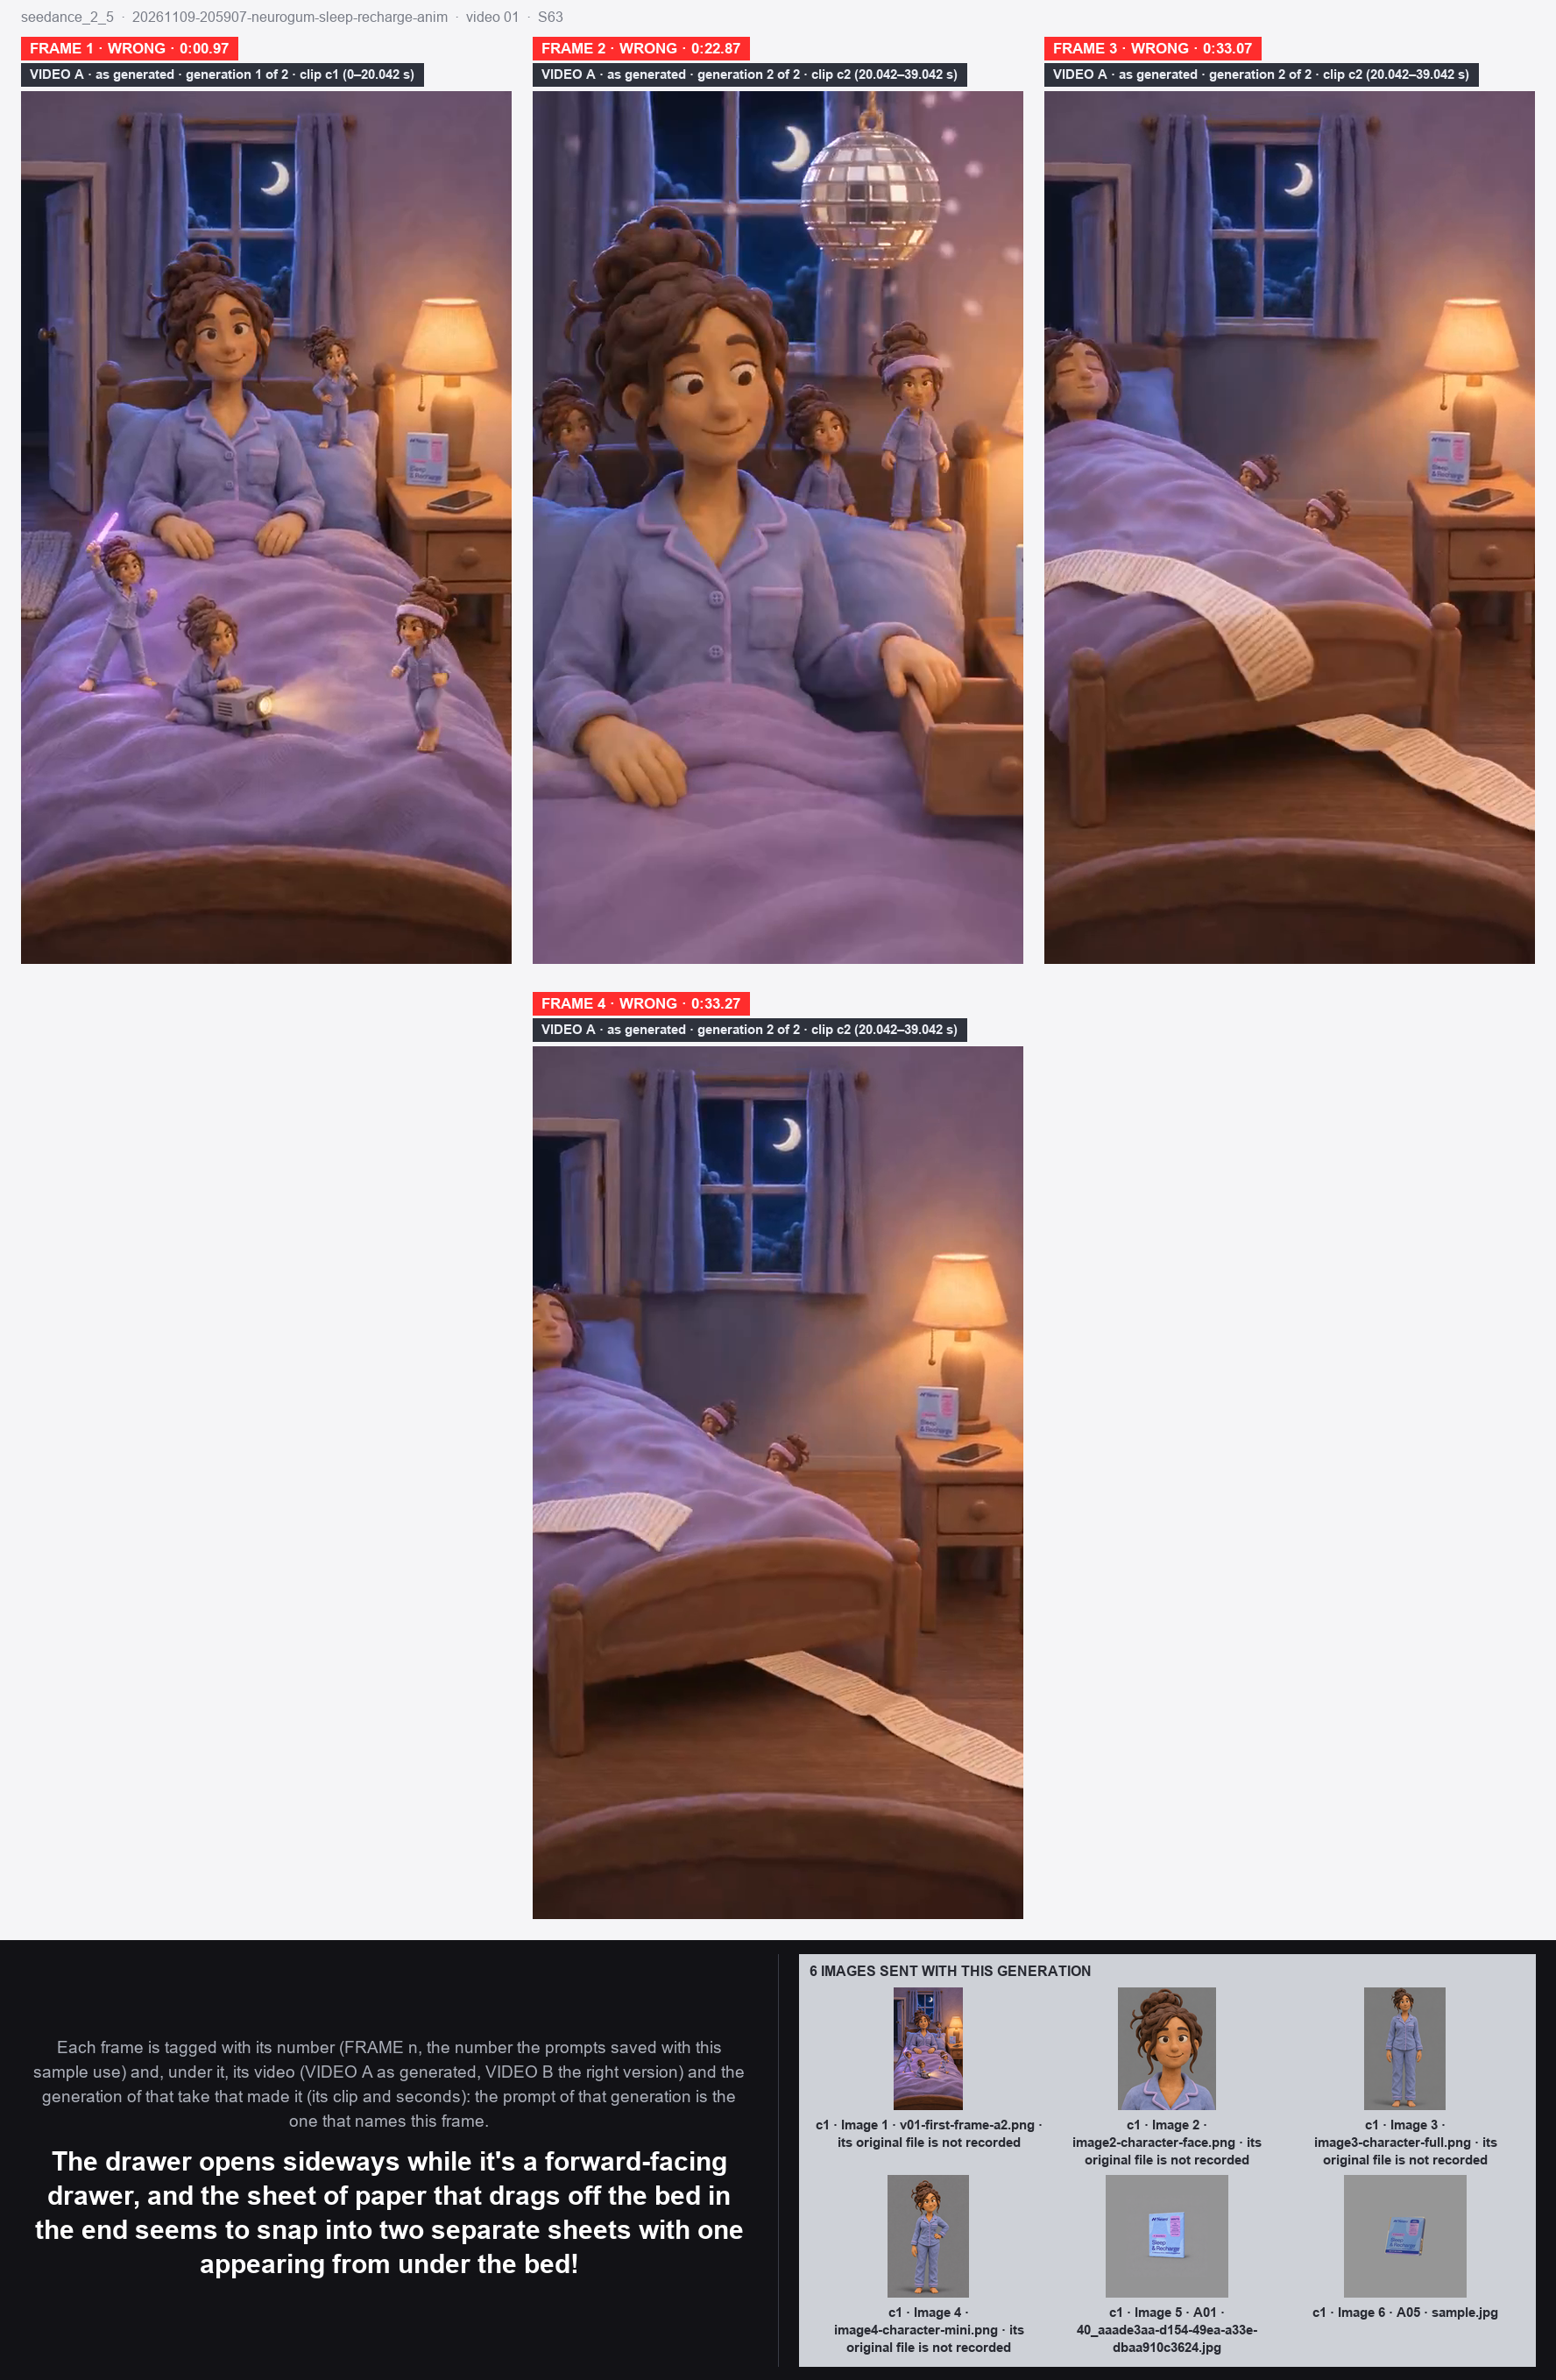 seedance_2_5 · 20261109-205907-neurogum-sleep-recharge-anim · video 01 · S63
FRAME 1 · WRONG · 0:00.97
VIDEO A · as generated · generation 1 of 2 · clip c1 (0–20.042 s)
FRAME 2 · WRONG · 0:22.87
VIDEO A · as generated · generation 2 of 2 · clip c2 (20.042–39.042 s)
FRAME 3 · WRONG · 0:33.07
VIDEO A · as generated · generation 2 of 2 · clip c2 (20.042–39.042 s)
Sleep
& Recharge
Sleep
& Recharge
FRAME 4 · WRONG · 0:33.27
VIDEO A · as generated · generation 2 of 2 · clip c2 (20.042–39.042 s)
Sleep
& Recharge
Each frame is tagged with its number (FRAME n, the number the prompts saved with this
sample use) and, under it, its video (VIDEO A as generated, VIDEO B the right version) and the
generation of that take that made it (its clip and seconds): the prompt of that generation is the
one that names this frame.
The drawer opens sideways while it's a forward-facing
drawer, and the sheet of paper that drags off the bed in
the end seems to snap into two separate sheets with one
appearing from under the bed!
6 IMAGES SENT WITH THIS GENERATION
c1 · Image 1 · v01-first-frame-a2.png ·
its original file is not recorded
c1 · Image 2 ·
image2-character-face.png · its
original file is not recorded
c1 · Image 3 ·
image3-character-full.png · its
original file is not recorded
Sleep
& Recharge
Sleep
& Recharge
c1 · Image 4 ·
image4-character-mini.png · its
original file is not recorded
c1 · Image 5 · A01 ·
40_aaade3aa-d154-49ea-a33e-
dbaa910c3624.jpg
c1 · Image 6 · A05 · sample.jpg